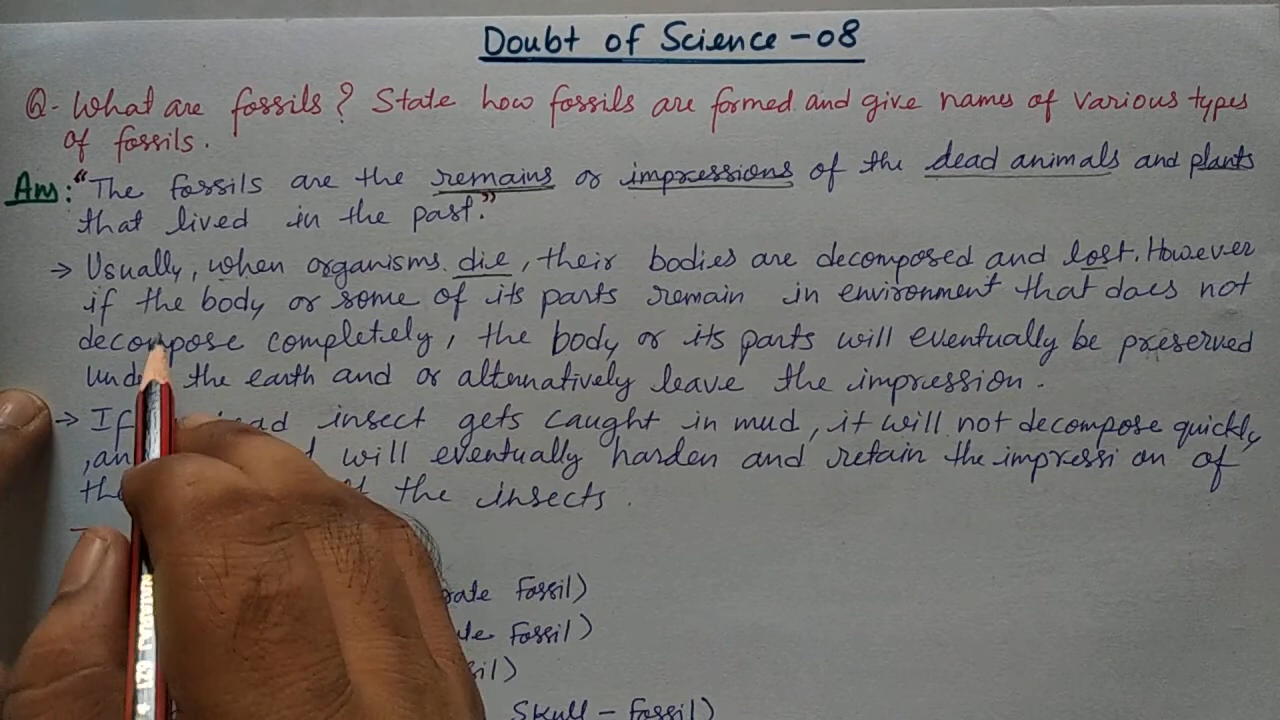 Doubt of Science-08
Q- What are fossils? State how fossils are formed and give names of various types
of fossils.
Ans: "The fossils are the remains or impressions of the dead animals and plants
that lived in the past."
→ Usually, when organisms die, their bodies are decomposed and lost. However
if the body or some of its parts remain in environment that does not
decompose completely, the body or its parts will eventually be preserved
under the earth and or alternatively leave the impression.
→ If dead insect gets caught in mud, it will not decompose quickly,
, will eventually harden and retain the impression of
the insects.
Fossil)
Fossil)
Skull - Fossil)